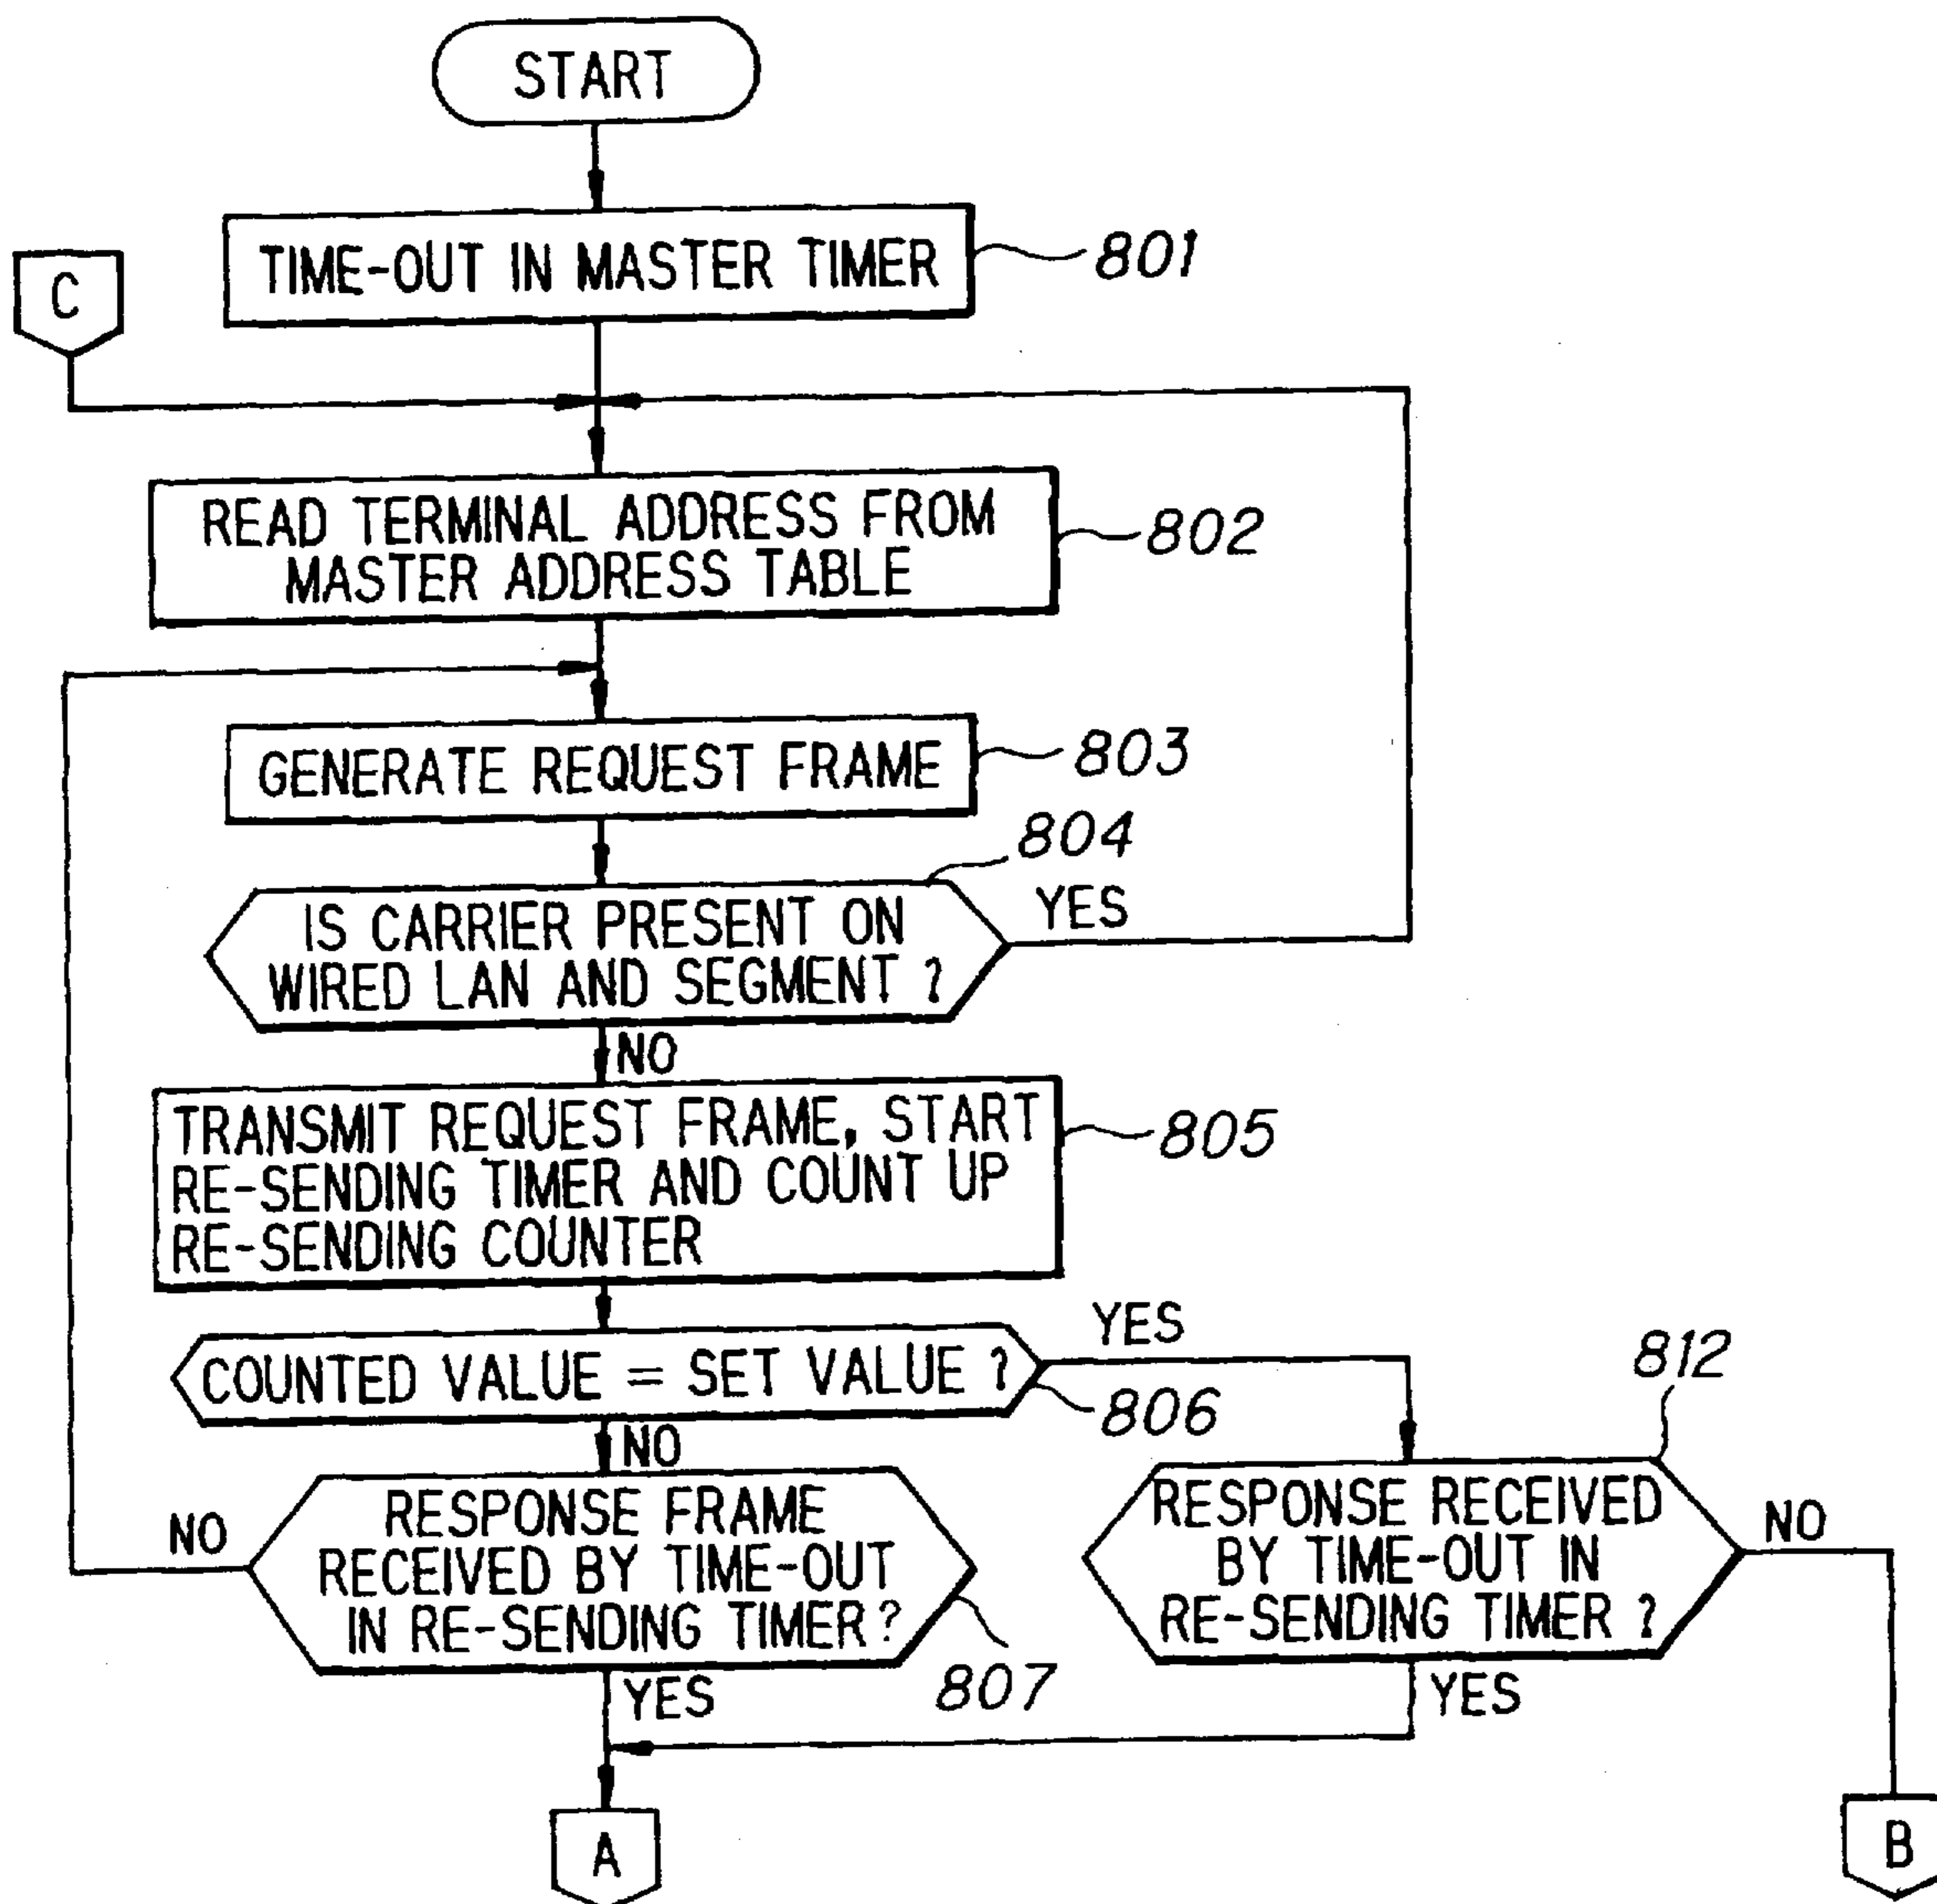 START
TIME-OUT IN MASTER TIMER
801
C
READ TERMINAL ADDRESS FROM
MASTER ADDRESS TABLE
802
GENERATE REQUEST FRAME
803
804
IS CARRIER PRESENT ON
WIRED LAN AND SEGMENT ?
YES
NO
TRANSMIT REQUEST FRAME, START
RE-SENDING TIMER AND COUNT UP
RE-SENDING COUNTER
805
COUNTED VALUE = SET VALUE ?
YES
806
812
NO
RESPONSE FRAME
RECEIVED BY TIME-OUT
IN RE-SENDING TIMER?
NO
807
YES
RESPONSE RECEIVED
BY TIME-OUT IN
RE-SENDING TIMER ?
NO
YES
A
B